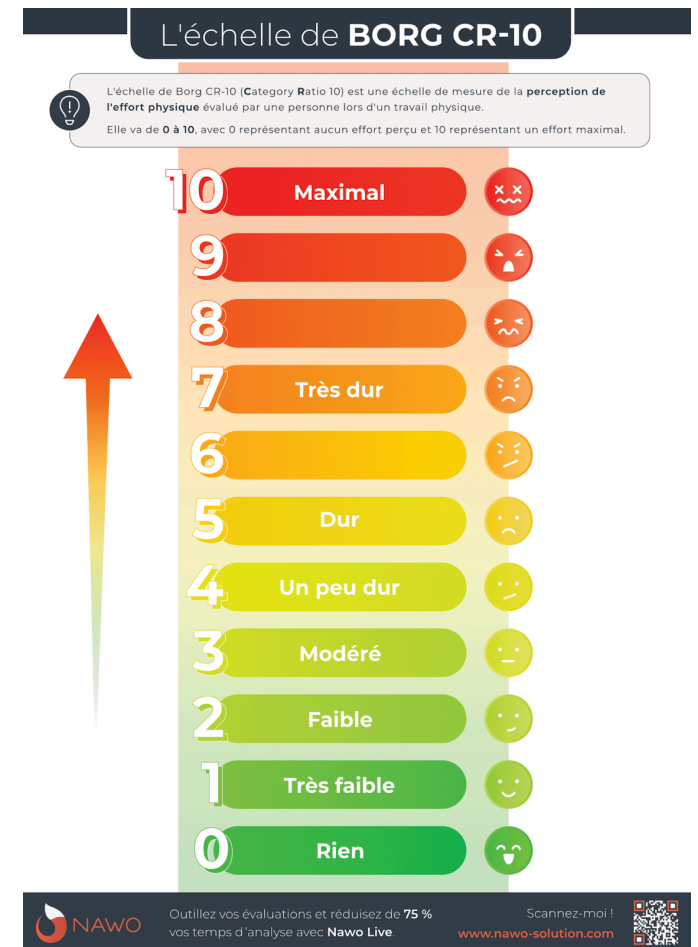 L'échelle de BORG CR-10
L'échelle de Borg CR-10 (Category Ratio 10) est une échelle de mesure de la perception de
l'effort physique évalué par une personne lors d'un travail physique.
Elle va de 0 à 10, avec 0 représentant aucun effort perçu et 10 représentant un effort maximal.
10 Maximal
9
8
7 Très dur
6
5 Dur
4 Un peu dur
3 Modéré
2 Faible
1 Très faible
0 Rien
NAWO
Outillez vos évaluations et réduisez de 75 %
vos temps d'analyse avec Nawo Live.
Scannez-moi !
www.nawo-solution.com